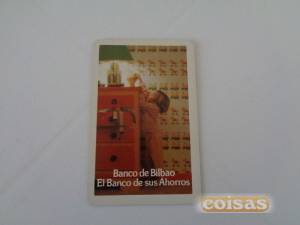 Banco de Bilbao
El Banco de sus Ahorros
coisas